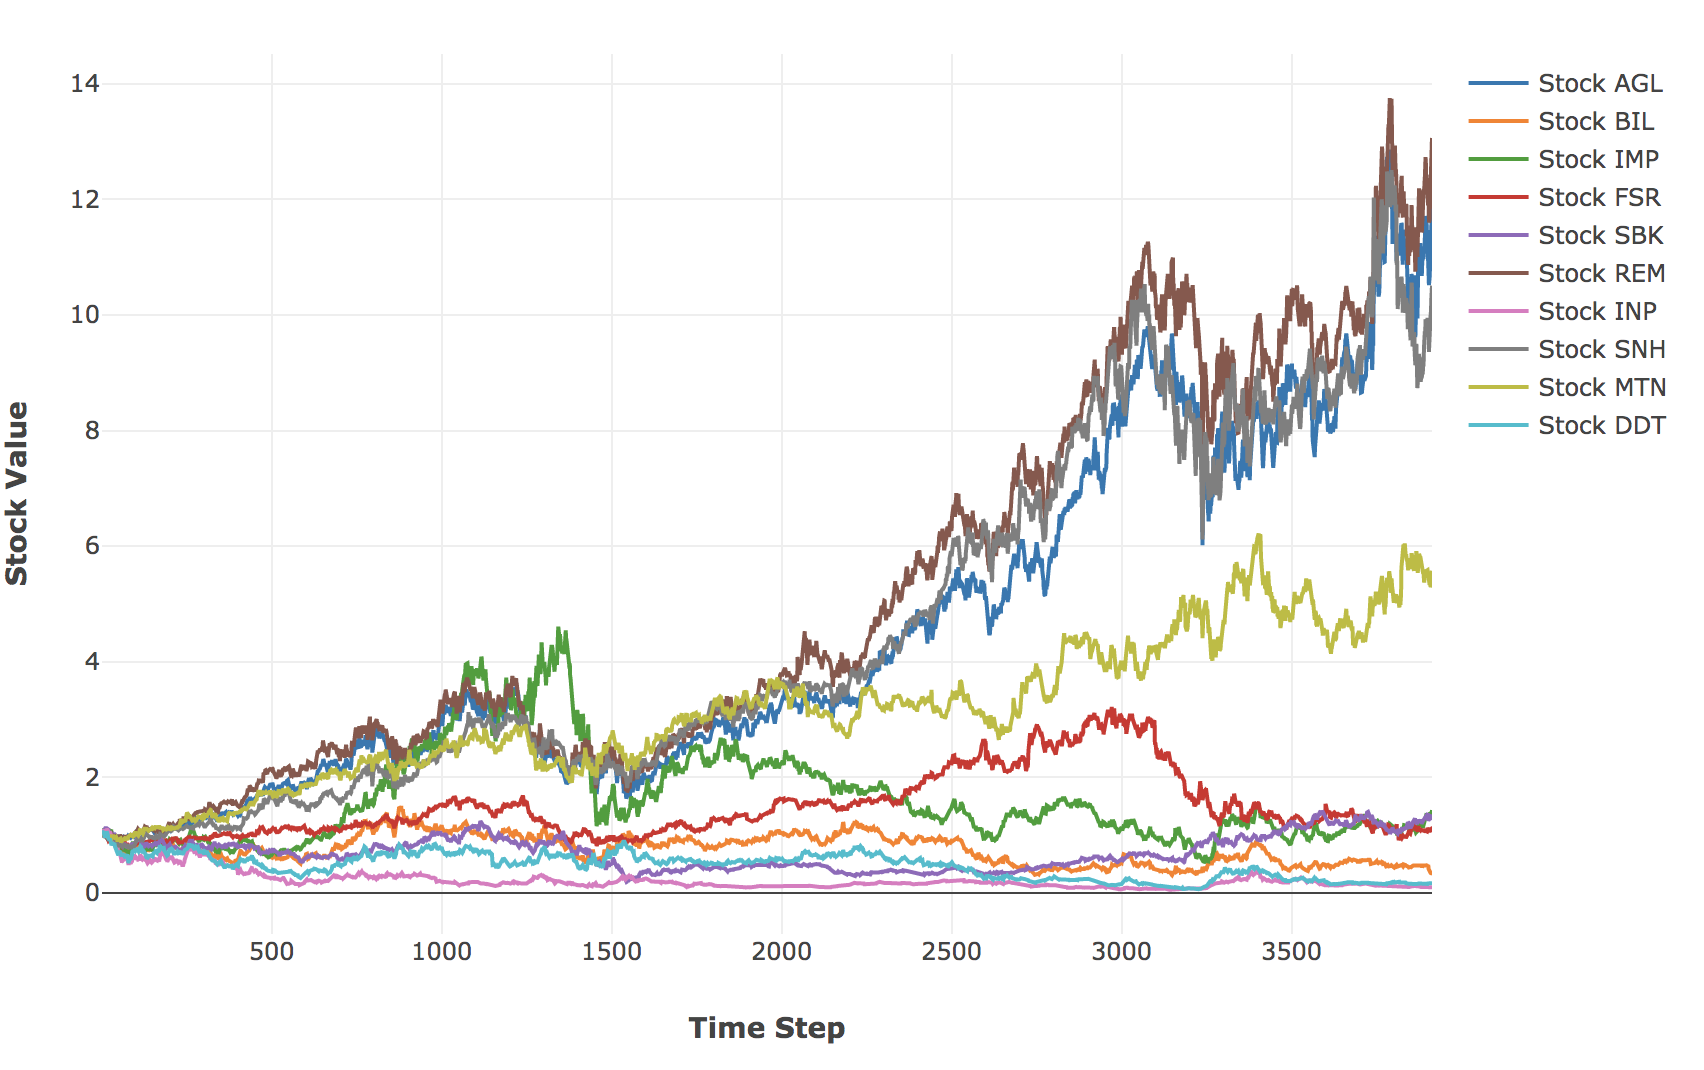 14
12
10
8
6
4
2
0
500 1000 1500 2000 2500 3000 3500
Stock Value
Time Step
Stock AGL
Stock BIL
Stock IMP
Stock FSR
Stock SBK
Stock REM
Stock INP
Stock SNH
Stock MTN
Stock DDT